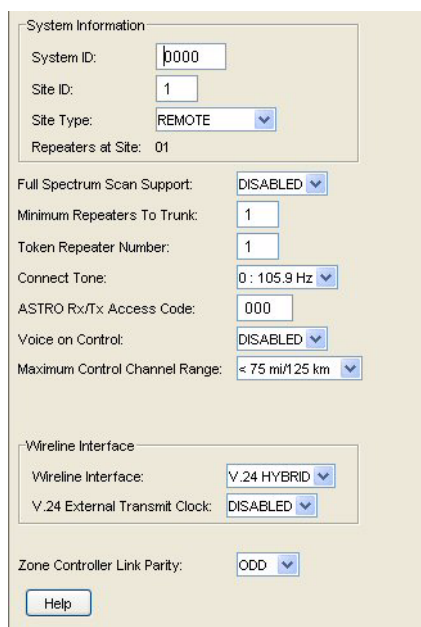 System Information
System ID: 0000
Site ID: 1
Site Type: REMOTE
Repeaters at Site: 01
Full Spectrum Scan Support: DISABLED
Minimum Repeaters To Trunk: 1
Token Repeater Number: 1
Connect Tone: 0 : 105.9 Hz
ASTRO Rx/Tx Access Code: 000
Voice on Control: DISABLED
Maximum Control Channel Range: < 75 mi/125 km
Wireline Interface
Wireline Interface: V.24 HYBRID
V.24 External Transmit Clock: DISABLED
Zone Controller Link Parity: ODD
Help